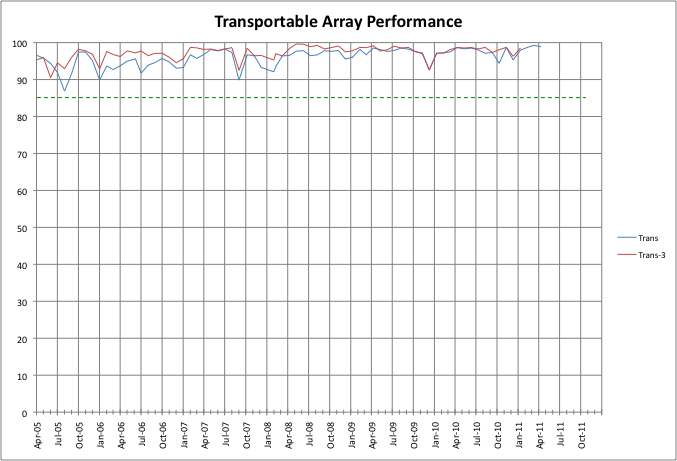 Transportable Array Performance
100
90
80
70
60
50
40
30
20
10
0
Trans
Trans-3
Apr-05
Jul-05
Oct-05
Jan-06
Apr-06
Jul-06
Oct-06
Jan-07
Apr-07
Jul-07
Oct-07
Jan-08
Apr-08
Jul-08
Oct-08
Jan-09
Apr-09
Jul-09
Oct-09
Jan-10
Apr-10
Jul-10
Oct-10
Jan-11
Apr-11
Jul-11
Oct-11